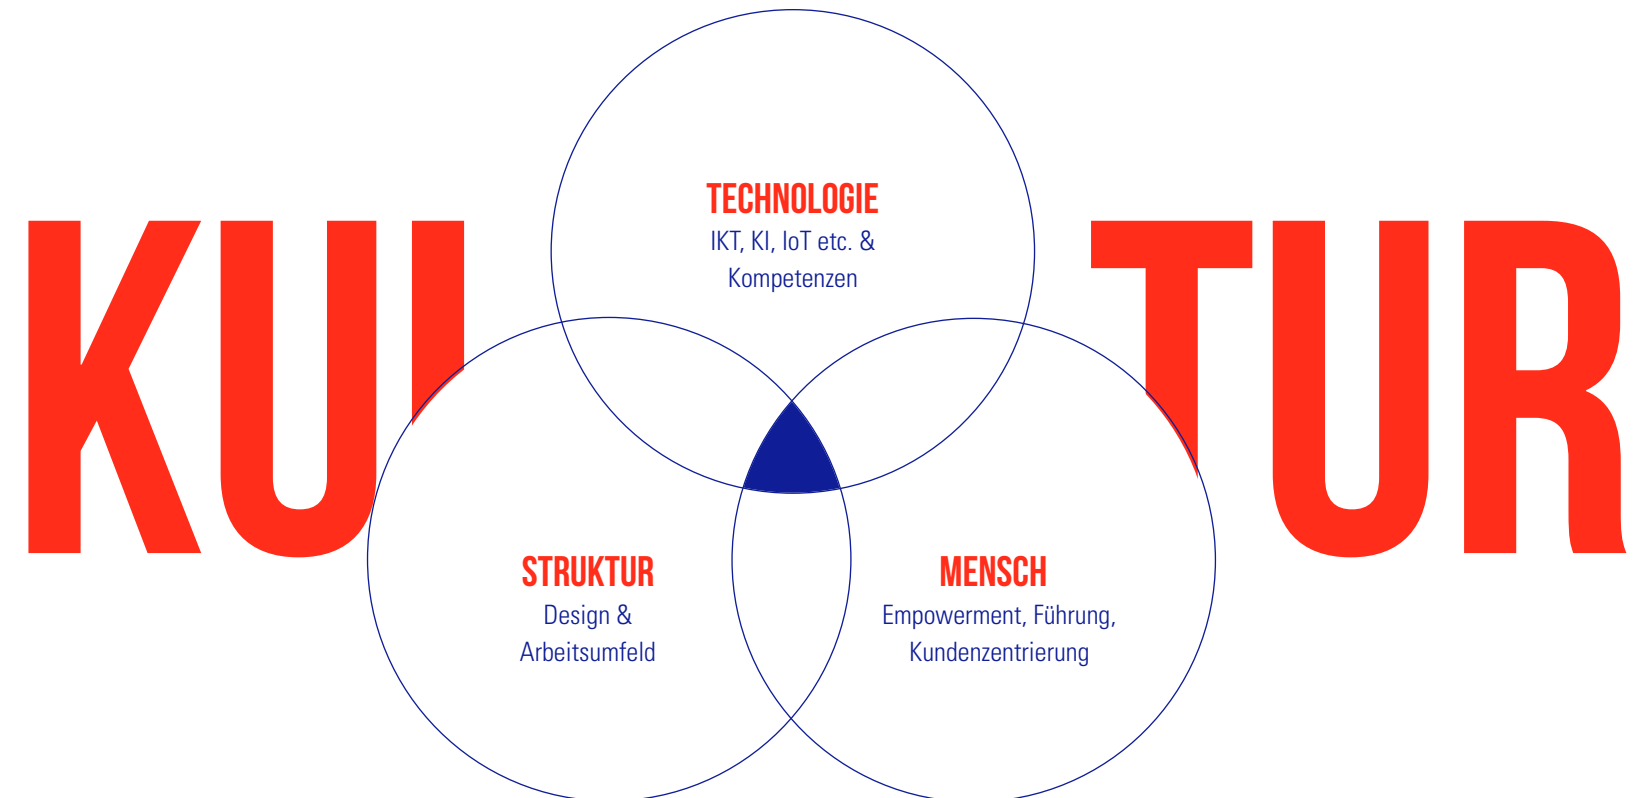 KULTUR
TECHNOLOGIE
IKT, KI, IoT etc. &
Kompetenzen
STRUKTUR
Design &
Arbeitsumfeld
MENSCH
Empowerment, Führung,
Kundenzentrierung